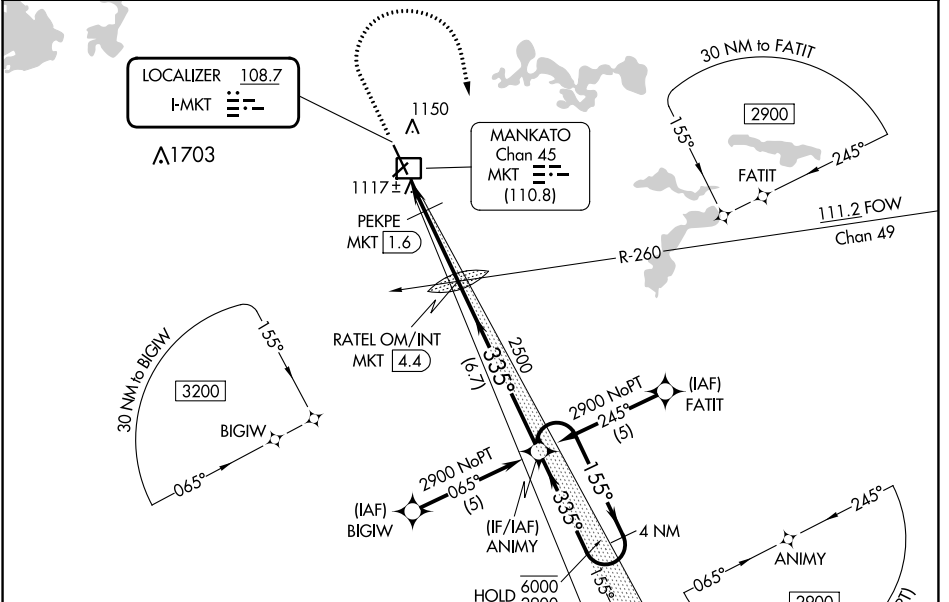 LOCALIZER 108.7
I-MKT
1703
1150
1117±
MANKATO
Chan 45
MKT
(110.8)
30 NM to FATIT
2900
155°
245°
FATIT
111.2 FOW
Chan 49
R-260
PEKPE
MKT 1.6
RATEL OM/INT
MKT 4.4
335°
(6.7)
2500
30 NM to BIGIW
3200
155°
BIGIW
065°
2900 NoPT
245°
(5)
(IAF)
FATIT
2900 NoPT
065°
(5)
(IAF)
BIGIW
(IF/IAF)
ANIMY
155°
335°
4 NM
HOLD 6000
2900
155°
245°
065°
ANIMY
2900